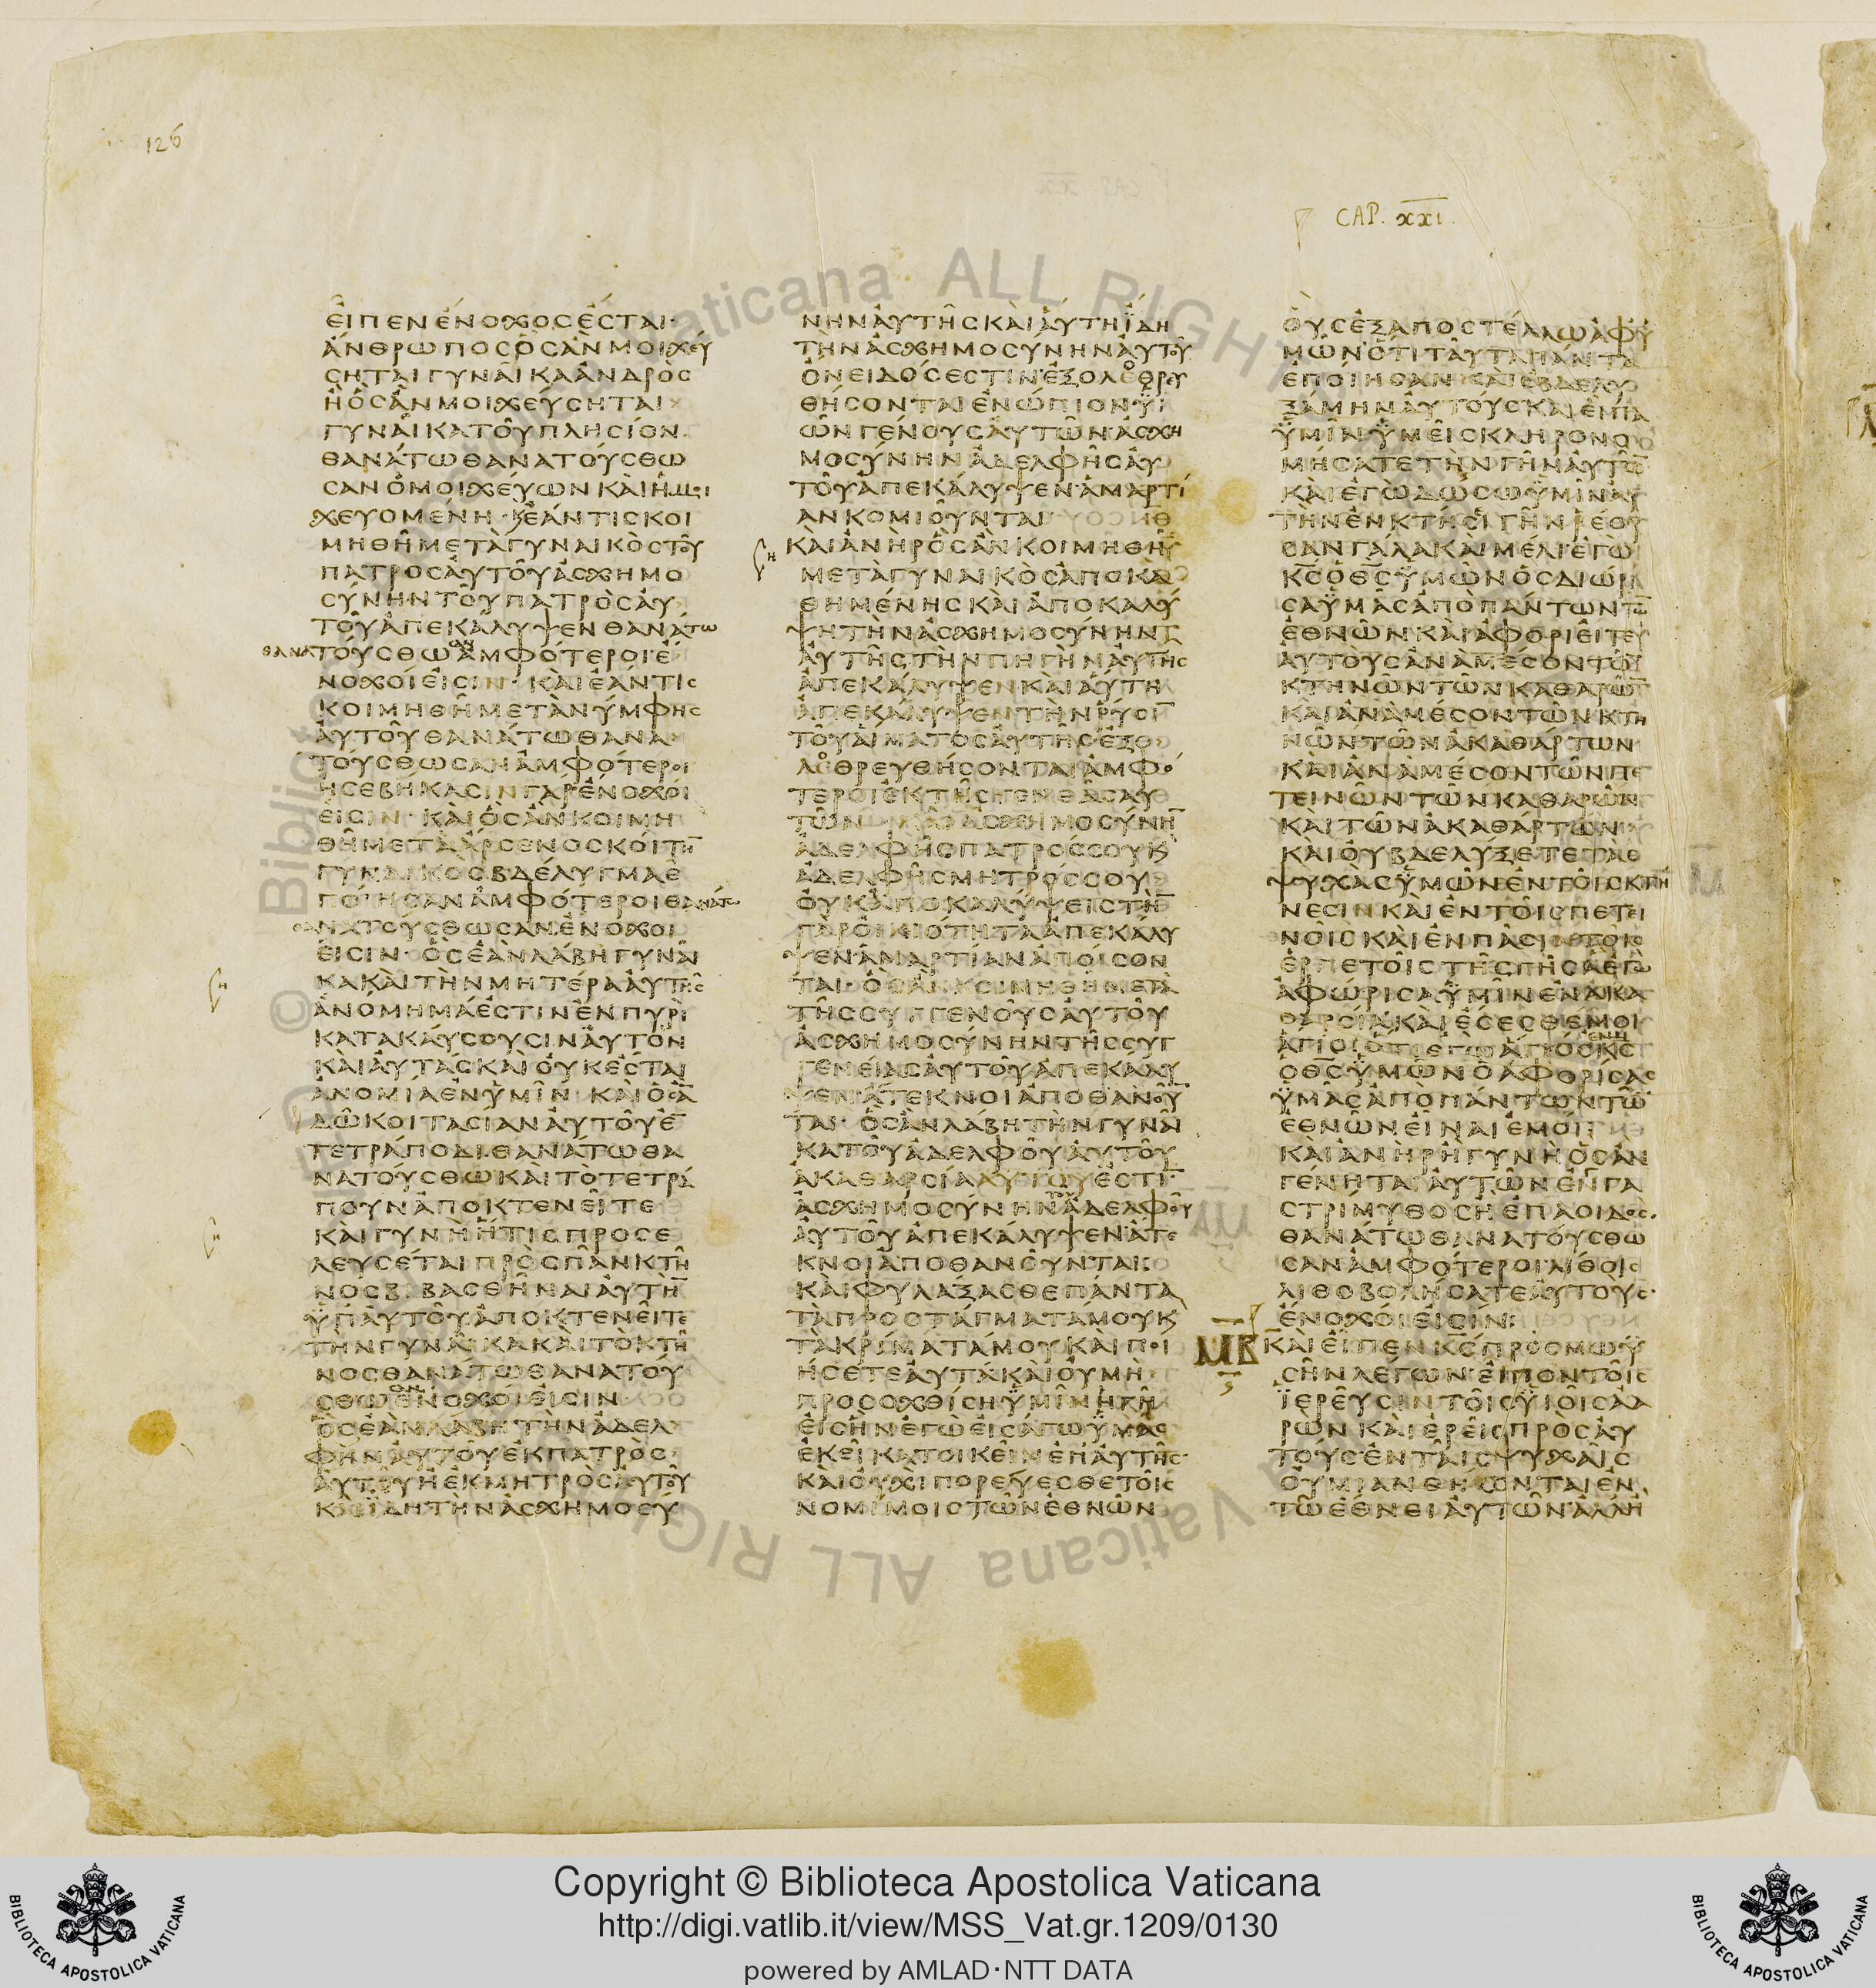 126
CAP. XXI.
ΕΙΠΕΝ ΕΝΟΧΟΣ ΕΣΤΑΙ
ΑΝΘΡΩΠΟΣ ΟΣ ΑΝ ΜΟΙΧΕΥ
ΣΗΤΑΙ ΓΥΝΑΙΚΑ ΑΝΔΡΟΣ
Η ΟΣ ΑΝ ΜΟΙΧΕΥΣΗΤΑΙ
ΓΥΝΑΙΚΑ ΤΟΥ ΠΛΗΣΙΟΝ
ΘΑΝΑΤΩ ΘΑΝΑΤΟΥΣΘΩ
ΣΑΝ Ο ΜΟΙΧΕΥΩΝ ΚΑΙ Η ΜΟΙ
ΧΕΥΟΜΕΝΗ Κ ΕΑΝ ΤΙΣ ΚΟΙ
ΜΗΘΗ ΜΕΤΑ ΓΥΝΑΙΚΟΣ ΤΟΥ
ΠΑΤΡΟΣ ΑΥΤΟΥ ΑΣΧΗΜΟ
ΣΥΝΗΝ ΤΟΥ ΠΑΤΡΟΣ ΑΥ
ΤΟΥ ΑΠΕΚΑΛΥΨΕΝ ΘΑΝΑΤΩ
ΘΑΝΑΤΟΥΣΘΩΣΑΝ ΑΜΦΟΤΕΡΟΙ Ε
ΝΟΧΟΙ ΕΙΣΙΝ ΚΑΙ ΕΑΝ ΤΙΣ
ΚΟΙΜΗΘΗ ΜΕΤΑ ΝΥΜΦΗΣ
ΑΥΤΟΥ ΘΑΝΑΤΩ ΘΑΝΑ
ΤΟΥΣΘΩΣΑΝ ΑΜΦΟΤΕΡΟΙ
ΗΣΕΒΗΚΑΣΙΝ ΓΑΡ ΕΝΟΧΟΙ
ΕΙΣΙΝ ΚΑΙ ΟΣ ΑΝ ΚΟΙΜΗ
ΘΗ ΜΕΤΑ ΑΡΣΕΝΟΣ ΚΟΙΤΗ̅
ΓΥΝΑΙΚΟΣ ΒΔΕΛΥΓΜΑ Ε
ΠΟΙΗΣΑΝ ΑΜΦΟΤΕΡΟΙ ΘΑΝΑΤΩ
ΘΑΝΑΤΟΥΣΘΩΣΑΝ ΕΝΟΧΟΙ
ΕΙΣΙΝ ΟΣ ΕΑΝ ΛΑΒΗ ΓΥΝΑΙ
ΚΑ ΚΑΙ ΤΗΝ ΜΗΤΕΡΑ ΑΥΤΗΣ
ΑΝΟΜΗΜΑ ΕΣΤΙΝ ΕΝ ΠΥΡΙ
ΚΑΤΑΚΑΥΣΟΥΣΙΝ ΑΥΤΟΝ
ΚΑΙ ΑΥΤΑΣ ΚΑΙ ΟΥΚ ΕΣΤΑΙ
ΑΝΟΜΙΑ ΕΝ ΥΜΙΝ ΚΑΙ ΟΣ Α̅
ΔΩ ΚΟΙΤΑΣΙΑΝ ΑΥΤΟΥ Ε̅
ΤΕΤΡΑΠΟΔΙ ΘΑΝΑΤΩ ΘΑ
ΝΑΤΟΥΣΘΩ ΚΑΙ ΤΟ ΤΕΤΡΑ
ΠΟΥΝ ΑΠΟΚΤΕΝΕΙΤΕ
ΚΑΙ ΓΥΝΗ ΗΤΙΣ ΠΡΟΣΕ
ΛΕΥΣΕΤΑΙ ΠΡΟΣ ΠΑΝ ΚΤΗ
ΝΟΣ ΒΙΒΑΣΘΗΝΑΙ ΑΥΤΗ̅
ΥΠ ΑΥΤΟΥ ΑΠΟΚΤΕΝΕΙΤΕ
ΤΗΝ ΓΥΝΑΙΚΑ ΚΑΙ ΤΟ ΚΤΗ
ΝΟΣ ΘΑΝΑΤΩ ΘΑΝΑΤΟΥ
ΣΘΩΣΑΝ ΕΝΟΧΟΙ ΕΙΣΙΝ
ΟΣ ΕΑΝ ΛΑΒΗ ΤΗΝ ΑΔΕΛ
ΦΗΝ ΑΥΤΟΥ ΕΚ ΠΑΤΡΟΣ
ΑΥΤΟΥ Η ΕΚ ΜΗΤΡΟΣ ΑΥΤΟΥ
ΚΑΙ ΙΔΗ ΤΗΝ ΑΣΧΗΜΟΣΥ
ΝΗΝ ΑΥΤΗΣ ΚΑΙ ΑΥΤΗ ΙΔΗ
ΤΗΝ ΑΣΧΗΜΟΣΥΝΗΝ ΑΥΤΟΥ
ΟΝΕΙΔΟΣ ΕΣΤΙΝ ΕΞΟΛΕΘΡΕΥ
ΘΗΣΟΝΤΑΙ ΕΝΩΠΙΟΝ ΥΙ
ΩΝ ΓΕΝΟΥΣ ΑΥΤΩΝ ΑΣΧΗ
ΜΟΣΥΝΗΝ ΑΔΕΛΦΗΣ ΑΥ
ΤΟΥ ΑΠΕΚΑΛΥΨΕΝ ΑΜΑΡΤΙ
ΑΝ ΚΟΜΙΟΥΝΤΑΙ
ΚΑΙ ΑΝΗΡ ΟΣ ΑΝ ΚΟΙΜΗΘΗ
ΜΕΤΑ ΓΥΝΑΙΚΟΣ ΑΠΟΚΑ
ΘΗΜΕΝΗΣ ΚΑΙ ΑΠΟΚΑΛΥ
ΨΗ ΤΗΝ ΑΣΧΗΜΟΣΥΝΗΝ
ΑΥΤΗΣ ΤΗΝ ΠΗΓΗΝ ΑΥΤΗΣ
ΑΠΕΚΑΛΥΨΕΝ ΚΑΙ ΑΥΤΗ
ΑΠΕΚΑΛΥΨΕΝ ΤΗΝ ΡΥΣΙ̅
ΤΟΥ ΑΙΜΑΤΟΣ ΑΥΤΗΣ ΕΞΟ
ΛΕΘΡΕΥΘΗΣΟΝΤΑΙ ΑΜΦΟ
ΤΕΡΟΙ ΕΚ ΤΗΣ ΓΕΝΕΑΣ ΑΥ
ΤΩΝ ΚΑΙ ΑΣΧΗΜΟΣΥΝΗ̅
ΑΔΕΛΦΗΣ ΠΑΤΡΟΣ ΣΟΥ Κ
ΑΔΕΛΦΗΣ ΜΗΤΡΟΣ ΣΟΥ
ΟΥΚ ΑΠΟΚΑΛΥΨΕΙΣ ΤΗ̅
ΓΑΡ ΟΙΚΙΟΤΗΤΑ ΑΠΕΚΑΛΥ
ΨΕΝ ΑΜΑΡΤΙΑΝ ΑΠΟΙΣΟΝ
ΤΑΙ ΟΣ ΑΝ ΚΟΙΜΗΘΗ ΜΕΤΑ
ΤΗΣ ΣΥΓΓΕΝΟΥΣ ΑΥΤΟΥ
ΑΣΧΗΜΟΣΥΝΗΝ ΤΗΣ ΣΥΓ
ΓΕΝΕΙΑΣ ΑΥΤΟΥ ΑΠΕΚΑΛΥ
ΨΕΝ ΑΤΕΚΝΟΙ ΑΠΟΘΑΝΟΥ̅
ΤΑΙ ΟΣ ΑΝ ΛΑΒΗ ΤΗΝ ΓΥΝΑΙ
ΚΑ ΤΟΥ ΑΔΕΛΦΟΥ ΑΥΤΟΥ
ΑΚΑΘΑΡΣΙΑ ΕΣΤΙ̅
ΑΣΧΗΜΟΣΥΝΗΝ ΤΟΥ ΑΔΕΛΦΟΥ
ΑΥΤΟΥ ΑΠΕΚΑΛΥΨΕΝ ΑΤΕ
ΚΝΟΙ ΑΠΟΘΑΝΟΥΝΤΑΙ
ΚΑΙ ΦΥΛΑΞΑΣΘΕ ΠΑΝΤΑ
ΤΑ ΠΡΟΣΤΑΓΜΑΤΑ ΜΟΥ Κ
ΤΑ ΚΡΙΜΑΤΑ ΜΟΥ ΚΑΙ ΠΟΙ
ΗΣΕΤΕ ΑΥΤΑ ΚΑΙ ΟΥ ΜΗ
ΠΡΟΣΟΧΘΙΣΗ ΥΜΙΝ Η ΓΗ
ΕΙΣ ΗΝ ΕΓΩ ΕΙΣΑΓΩ ΥΜΑΣ
ΕΚΕΙ ΚΑΤΟΙΚΕΙΝ ΕΠ ΑΥΤΗΣ
ΚΑΙ ΟΥΧΙ ΠΟΡΕΥΕΣΘΕ ΤΟΙΣ
ΝΟΜΙΜΟΙΣ ΤΩΝ ΕΘΝΩΝ
ΟΥΣ ΕΞΑΠΟΣΤΕΛΛΩ ΑΦ Υ
ΜΩΝ ΟΤΙ ΤΑΥΤΑ ΠΑΝΤΑ
ΕΠΟΙΗΣΑΝ ΚΑΙ ΕΒΔΕΛΥ
ΞΑΜΗΝ ΑΥΤΟΥΣ ΚΑΙ ΕΙΠΑ
ΥΜΙΝ ΥΜΕΙΣ ΚΛΗΡΟΝΟ
ΜΗΣΑΤΕ ΤΗΝ ΓΗΝ ΑΥΤΩ̅
ΚΑΙ ΕΓΩ ΔΩΣΩ ΥΜΙΝ ΑΥ
ΤΗΝ ΕΝ ΚΤΗΣΙ ΓΗΝ ΡΕΟΥ
ΣΑΝ ΓΑΛΑ ΚΑΙ ΜΕΛΙ ΕΓΩ
ΚΣ Ο ΘΣ ΥΜΩΝ ΟΣ ΔΙΩΡΙ
ΣΑ ΥΜΑΣ ΑΠΟ ΠΑΝΤΩΝ ΤΩ̅
ΕΘΝΩΝ ΚΑΙ ΑΦΟΡΙΕΙΤΕ
ΑΥΤΟΥΣ ΑΝΑ ΜΕΣΟΝ ΤΩ̅
ΚΤΗΝΩΝ ΤΩΝ ΚΑΘΑΡΩ̅
ΚΑΙ ΑΝΑ ΜΕΣΟΝ ΤΩΝ ΚΤΗ
ΝΩΝ ΤΩΝ ΑΚΑΘΑΡΤΩΝ
ΚΑΙ ΑΝΑ ΜΕΣΟΝ ΤΩΝ ΠΕ
ΤΕΙΝΩΝ ΤΩΝ ΚΑΘΑΡΩΝ
ΚΑΙ ΤΩΝ ΑΚΑΘΑΡΤΩΝ
ΚΑΙ ΟΥ ΒΔΕΛΥΞΕΤΕ ΤΑΣ
ΨΥΧΑΣ ΥΜΩΝ ΕΝ ΤΟΙΣ ΚΤΗ
ΝΕΣΙΝ ΚΑΙ ΕΝ ΤΟΙΣ ΠΕΤΕΙ
ΝΟΙΣ ΚΑΙ ΕΝ ΠΑΣΙΝ ΤΟΙΣ
ΕΡΠΕΤΟΙΣ ΤΗΣ ΓΗΣ Α ΕΓΩ
ΑΦΩΡΙΣΑ ΥΜΙΝ ΕΝ ΑΚΑ
ΘΑΡΣΙΑ ΚΑΙ ΕΣΕΣΘΕ ΜΟΙ
ΑΓΙΟΙ ΟΤΙ ΕΓΩ ΑΓΙΟΣ ΚΣ
Ο ΘΣ ΥΜΩΝ Ο ΑΦΟΡΙΣΑΣ
ΥΜΑΣ ΑΠΟ ΠΑΝΤΩΝ ΤΩ̅
ΕΘΝΩΝ ΕΙΝΑΙ ΕΜΟΙ
ΚΑΙ ΑΝΗΡ Η ΓΥΝΗ ΟΣ ΑΝ
ΓΕΝΗΤΑΙ ΑΥΤΩΝ ΕΝΓΑ
ΣΤΡΙΜΥΘΟΣ Η ΕΠΑΟΙΔΟΣ
ΘΑΝΑΤΩ ΘΑΝΑΤΟΥΣΘΩ
ΣΑΝ ΑΜΦΟΤΕΡΟΙ ΛΙΘΟΙΣ
ΛΙΘΟΒΟΛΗΣΑΤΕ ΑΥΤΟΥΣ
ΕΝΟΧΟΙ ΕΙΣΙΝ
ΜΒ ΚΑΙ ΕΙΠΕΝ ΚΣ ΠΡΟΣ ΜΩΥ
ΣΗΝ ΛΕΓΩΝ ΕΙΠΟΝ ΤΟΙΣ
ΙΕΡΕΥΣΙΝ ΤΟΙΣ ΥΙΟΙΣ ΑΑ
ΡΩΝ ΚΑΙ ΕΡΕΙΣ ΠΡΟΣ ΑΥ
ΤΟΥΣ ΕΝ ΤΑΙΣ ΨΥΧΑΙΣ
ΟΥ ΜΙΑΝΘΗΣΟΝΤΑΙ ΕΝ
ΤΩ ΕΘΝΕΙ ΑΥΤΩΝ ΑΛΛ Η
© Biblioteca Apostolica Vaticana ALL RIGHTS
Copyright © Biblioteca Apostolica Vaticana
http://digi.vatlib.it/view/MSS_Vat.gr.1209/0130
powered by AMLAD·NTT DATA
BIBLIOTECA APOSTOLICA VATICANA
BIBLIOTECA APOSTOLICA VATICANA